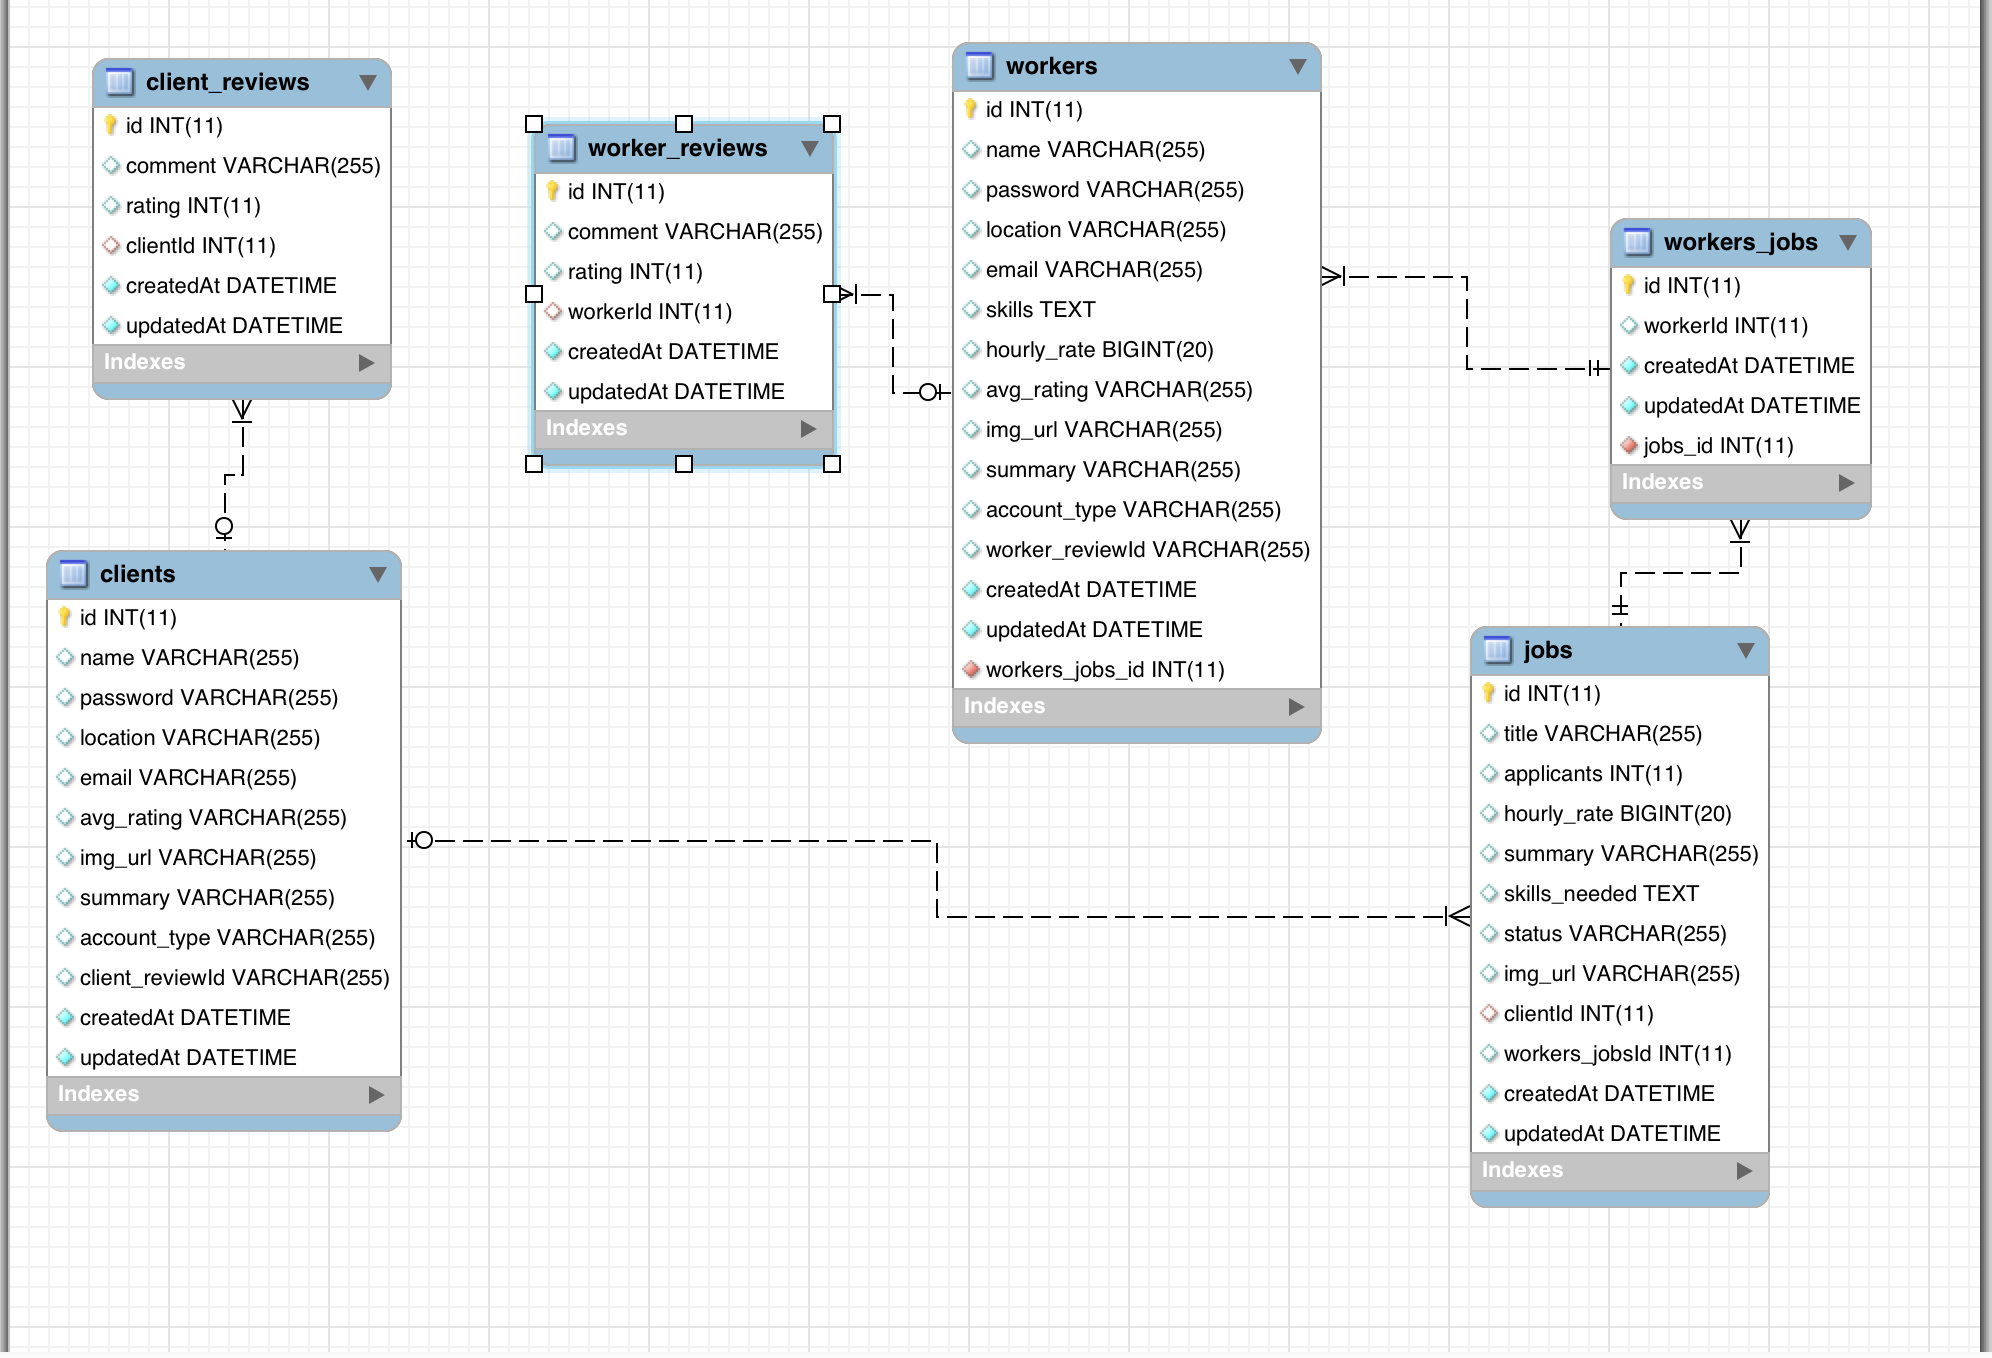 client_reviews
id INT(11)
comment VARCHAR(255)
rating INT(11)
clientId INT(11)
createdAt DATETIME
updatedAt DATETIME
Indexes
worker_reviews
id INT(11)
comment VARCHAR(255)
rating INT(11)
workerId INT(11)
createdAt DATETIME
updatedAt DATETIME
Indexes
workers
id INT(11)
name VARCHAR(255)
password VARCHAR(255)
location VARCHAR(255)
email VARCHAR(255)
skills TEXT
hourly_rate BIGINT(20)
avg_rating VARCHAR(255)
img_url VARCHAR(255)
summary VARCHAR(255)
account_type VARCHAR(255)
worker_reviewId VARCHAR(255)
createdAt DATETIME
updatedAt DATETIME
workers_jobs_id INT(11)
Indexes
workers_jobs
id INT(11)
workerId INT(11)
createdAt DATETIME
updatedAt DATETIME
jobs_id INT(11)
Indexes
clients
id INT(11)
name VARCHAR(255)
password VARCHAR(255)
location VARCHAR(255)
email VARCHAR(255)
avg_rating VARCHAR(255)
img_url VARCHAR(255)
summary VARCHAR(255)
account_type VARCHAR(255)
client_reviewId VARCHAR(255)
createdAt DATETIME
updatedAt DATETIME
Indexes
jobs
id INT(11)
title VARCHAR(255)
applicants INT(11)
hourly_rate BIGINT(20)
summary VARCHAR(255)
skills_needed TEXT
status VARCHAR(255)
img_url VARCHAR(255)
clientId INT(11)
workers_jobsId INT(11)
createdAt DATETIME
updatedAt DATETIME
Indexes